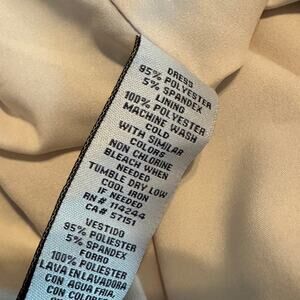 DRESS
95% POLYESTER
5% SPANDEX
LINING
100% POLYESTER
MACHINE WASH
COLD
WITH SIMILAR
COLORS
NON CHLORINE
BLEACH WHEN
NEEDED
TUMBLE DRY LOW
COOL IRON
IF NEEDED
RN# 114244
CA# 57151
VESTIDO
95% POLIESTER
5% SPANDEX
FORRO
100% POLIESTER
LAVA EN LAVADORA
CON AGUA FRIA,
CON COLORES